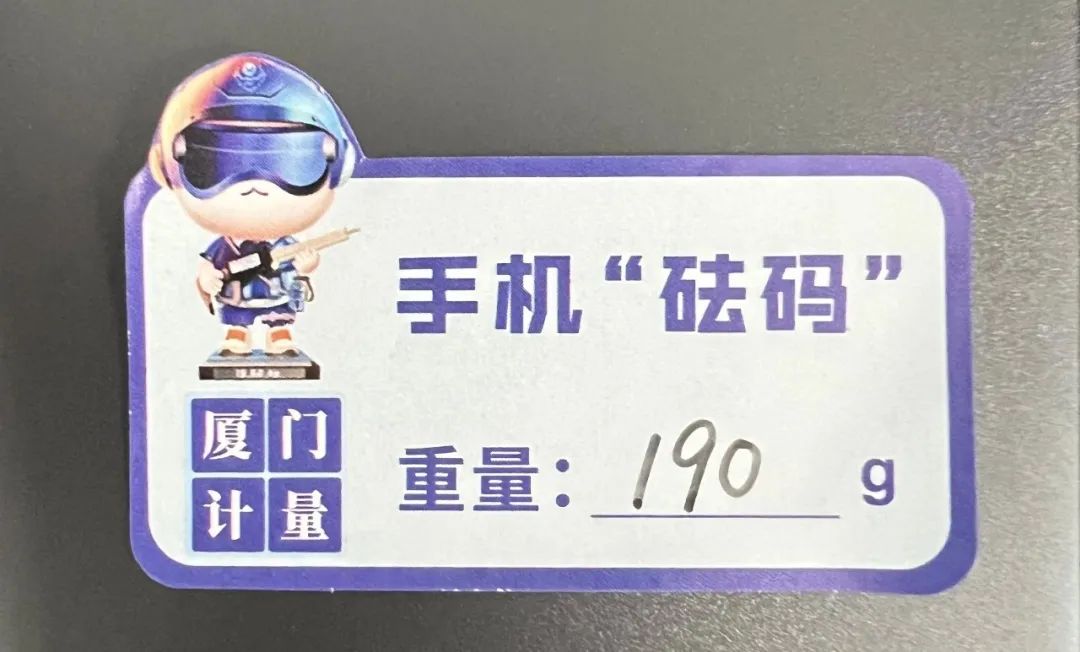 手机“砝码”
重量：190 g
厦门
计量